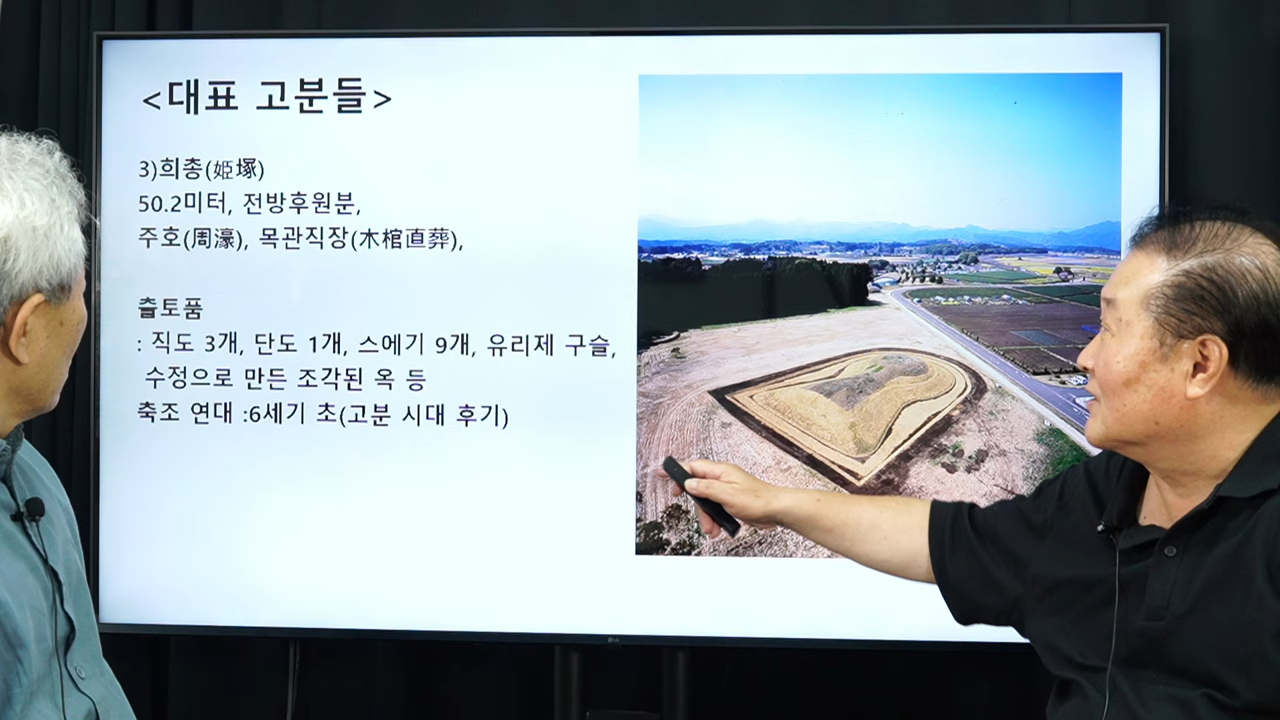 <대표 고분들>
3)희총(姫塚)
50.2미터, 전방후원분,
주호(周濠), 목관직장(木棺直葬),
출토품
: 직도 3개, 단도 1개, 스에기 9개, 유리제 구슬,
수정으로 만든 조각된 옥 등
축조 연대 :6세기 초(고분 시대 후기)
LG